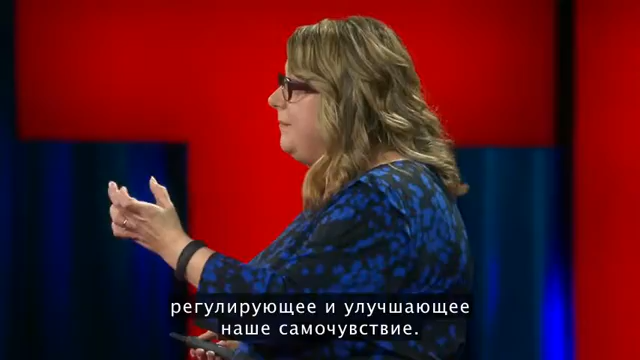 регулирующее и улучшающее
наше самочувствие.